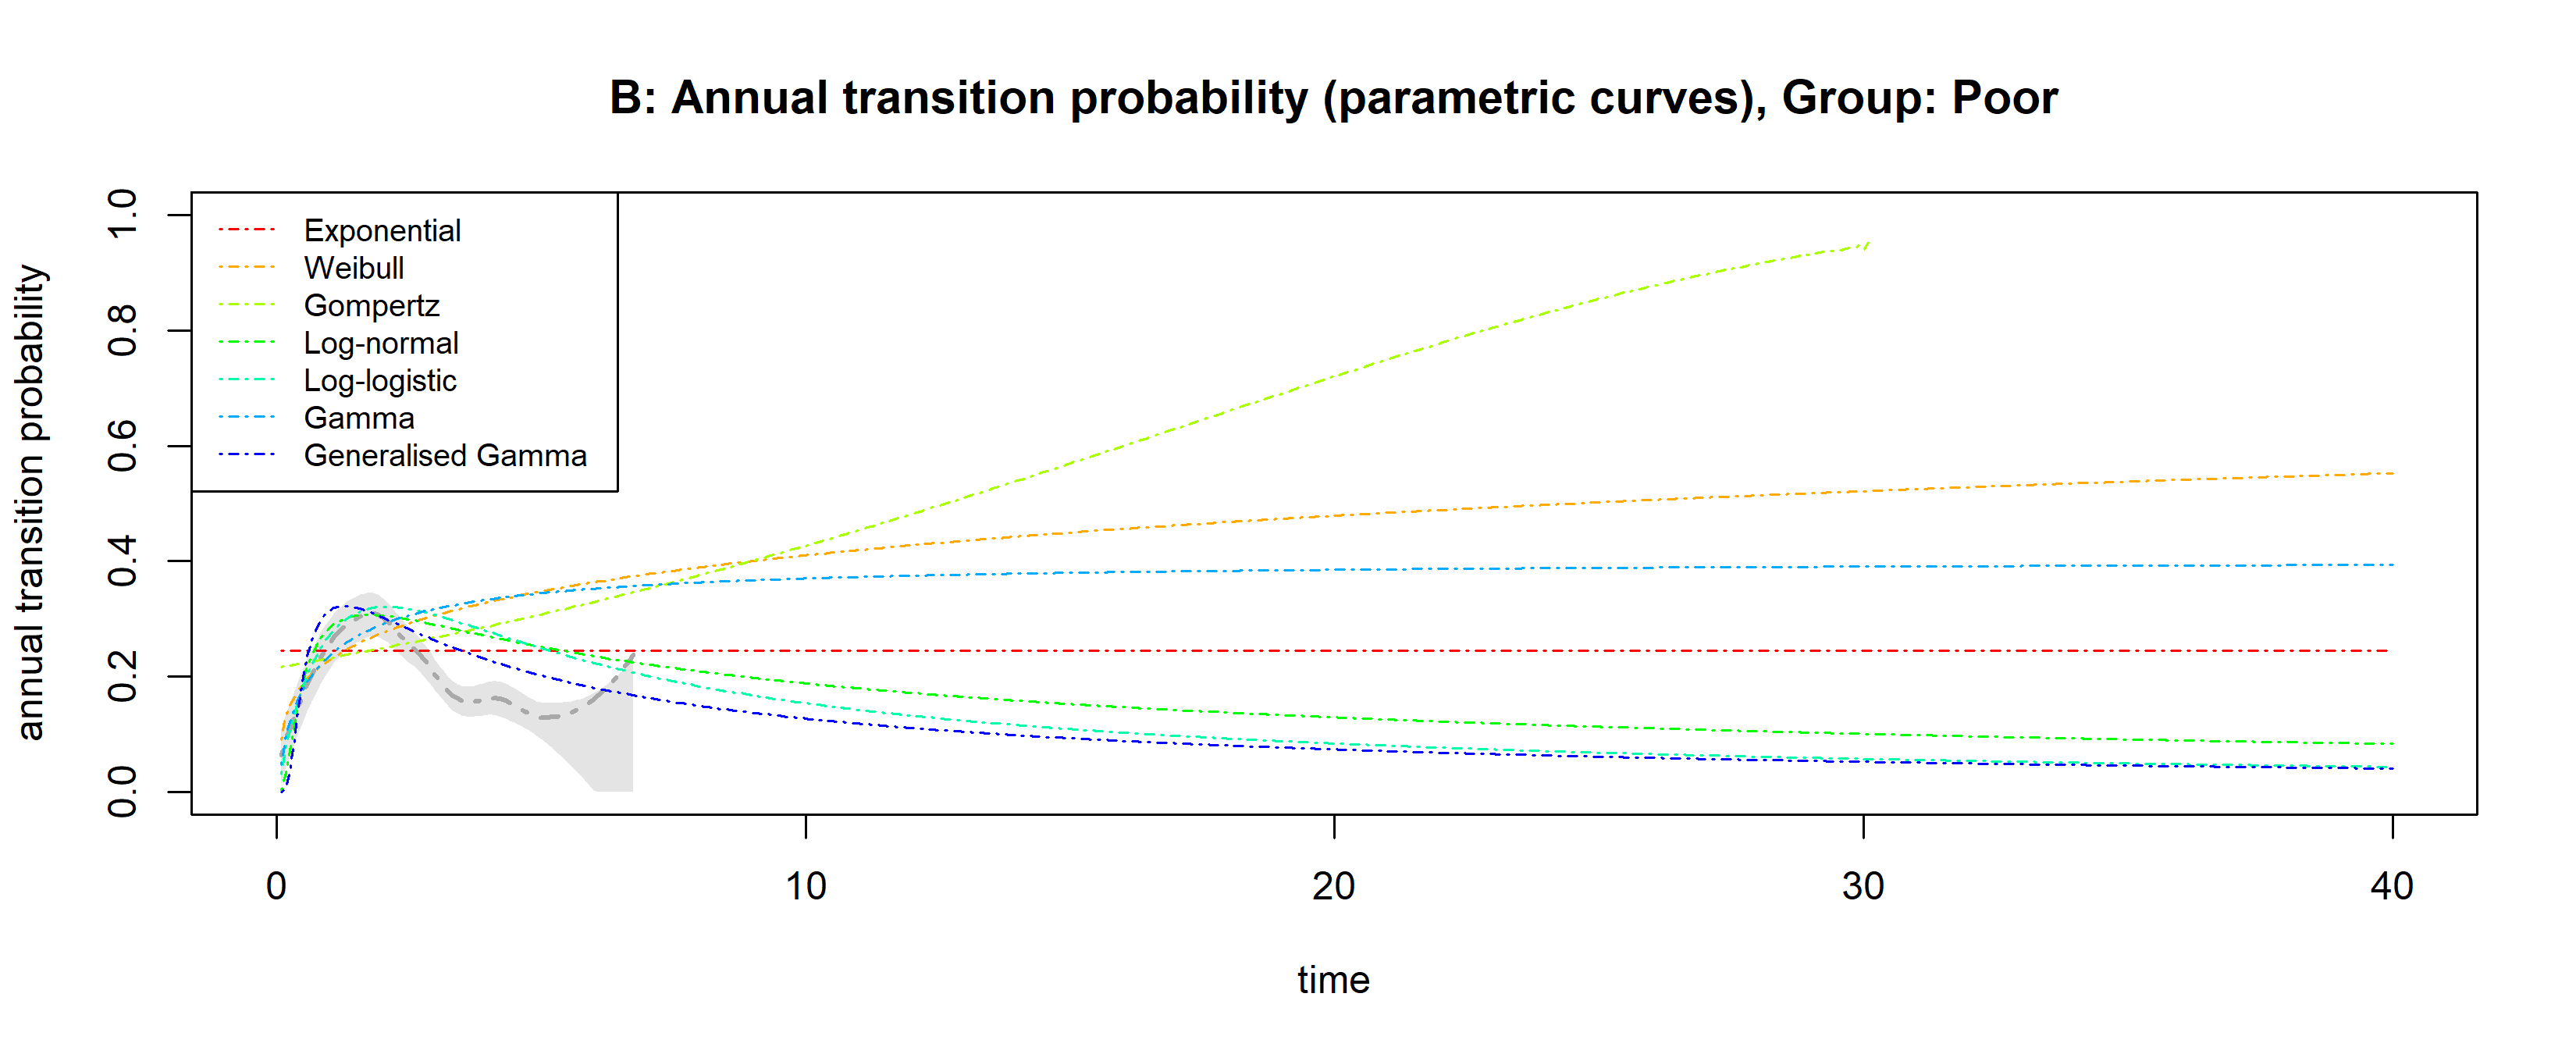 B: Annual transition probability (parametric curves), Group: Poor
annual transition probability
1.0
0.8
0.6
0.4
0.2
0.0
Exponential
Weibull
Gompertz
Log-normal
Log-logistic
Gamma
Generalised Gamma
0 10 20 30 40
time